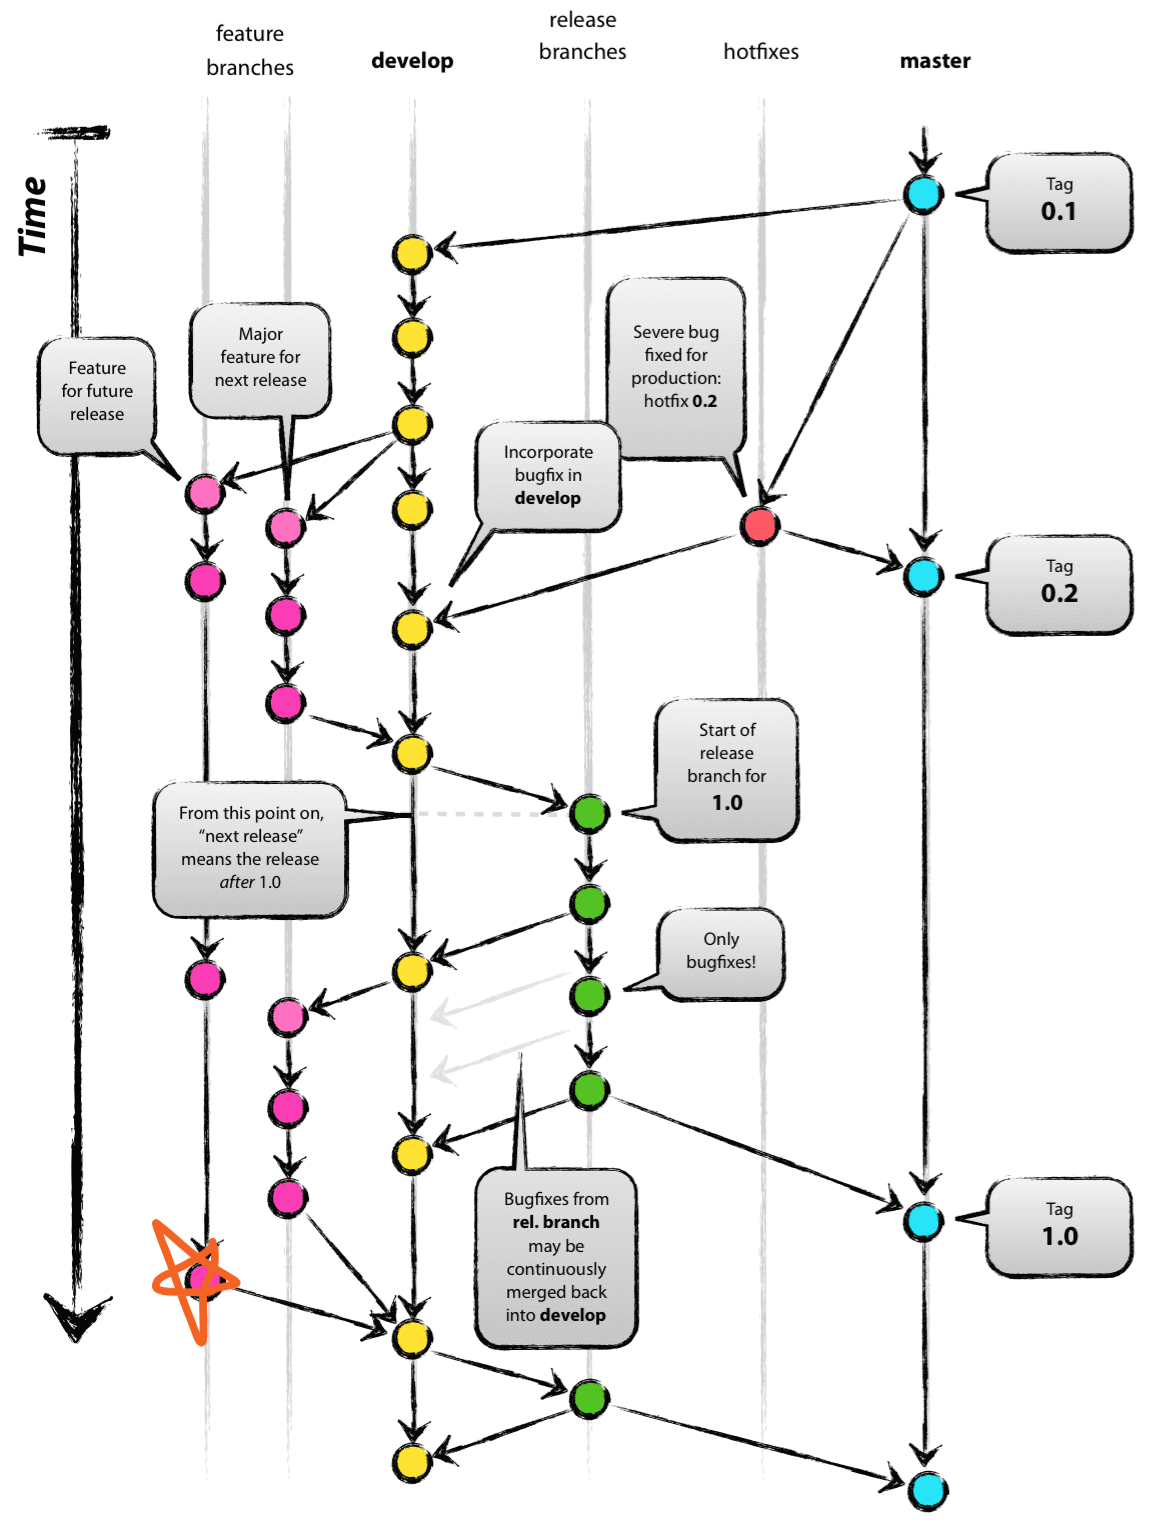 feature
branches
develop
release
branches
hotfixes
master
Time
Tag
0.1
Major
feature for
next release
Feature
for future
release
Severe bug
fixed for
production:
hotfix 0.2
Incorporate
bugfix in
develop
Tag
0.2
Start of
release
branch for
1.0
From this point on,
“next release”
means the release
after 1.0
Only
bugfixes!
Bugfixes from
rel. branch
may be
continuously
merged back
into develop
Tag
1.0